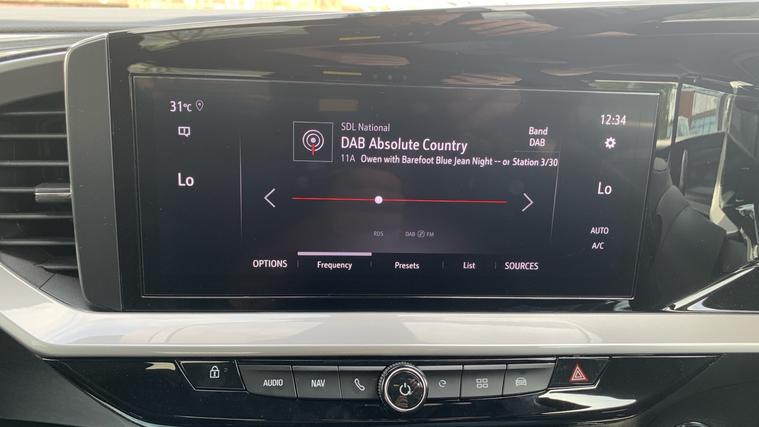 31°C
12:34
SDL National
DAB Absolute Country
11A Owen with Barefoot Blue Jean Night -- or
Station 3/30
Band
DAB
Lo
Lo
AUTO
A/C
RDS
DAB
FM
OPTIONS
Frequency
Presets
List
SOURCES
AUDIO
NAV